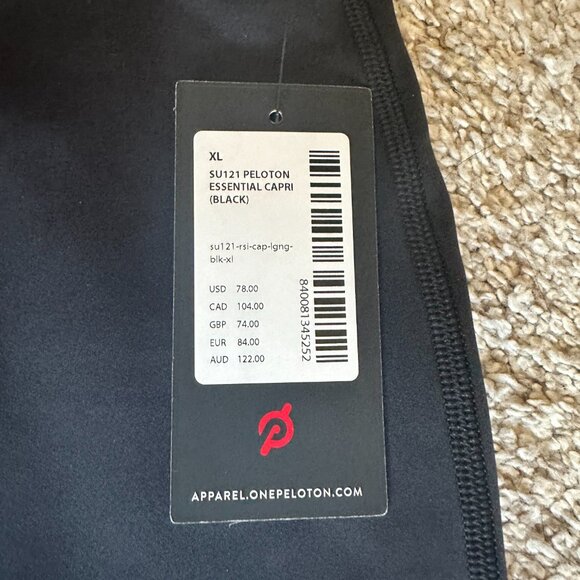 XL
SU121 PELOTON
ESSENTIAL CAPRI
(BLACK)
su121-rsi-cap-lgng-
blk-xl
USD 78.00
CAD 104.00
GBP 74.00
EUR 84.00
AUD 122.00
840081345252
APPAREL.ONEPELOTON.COM